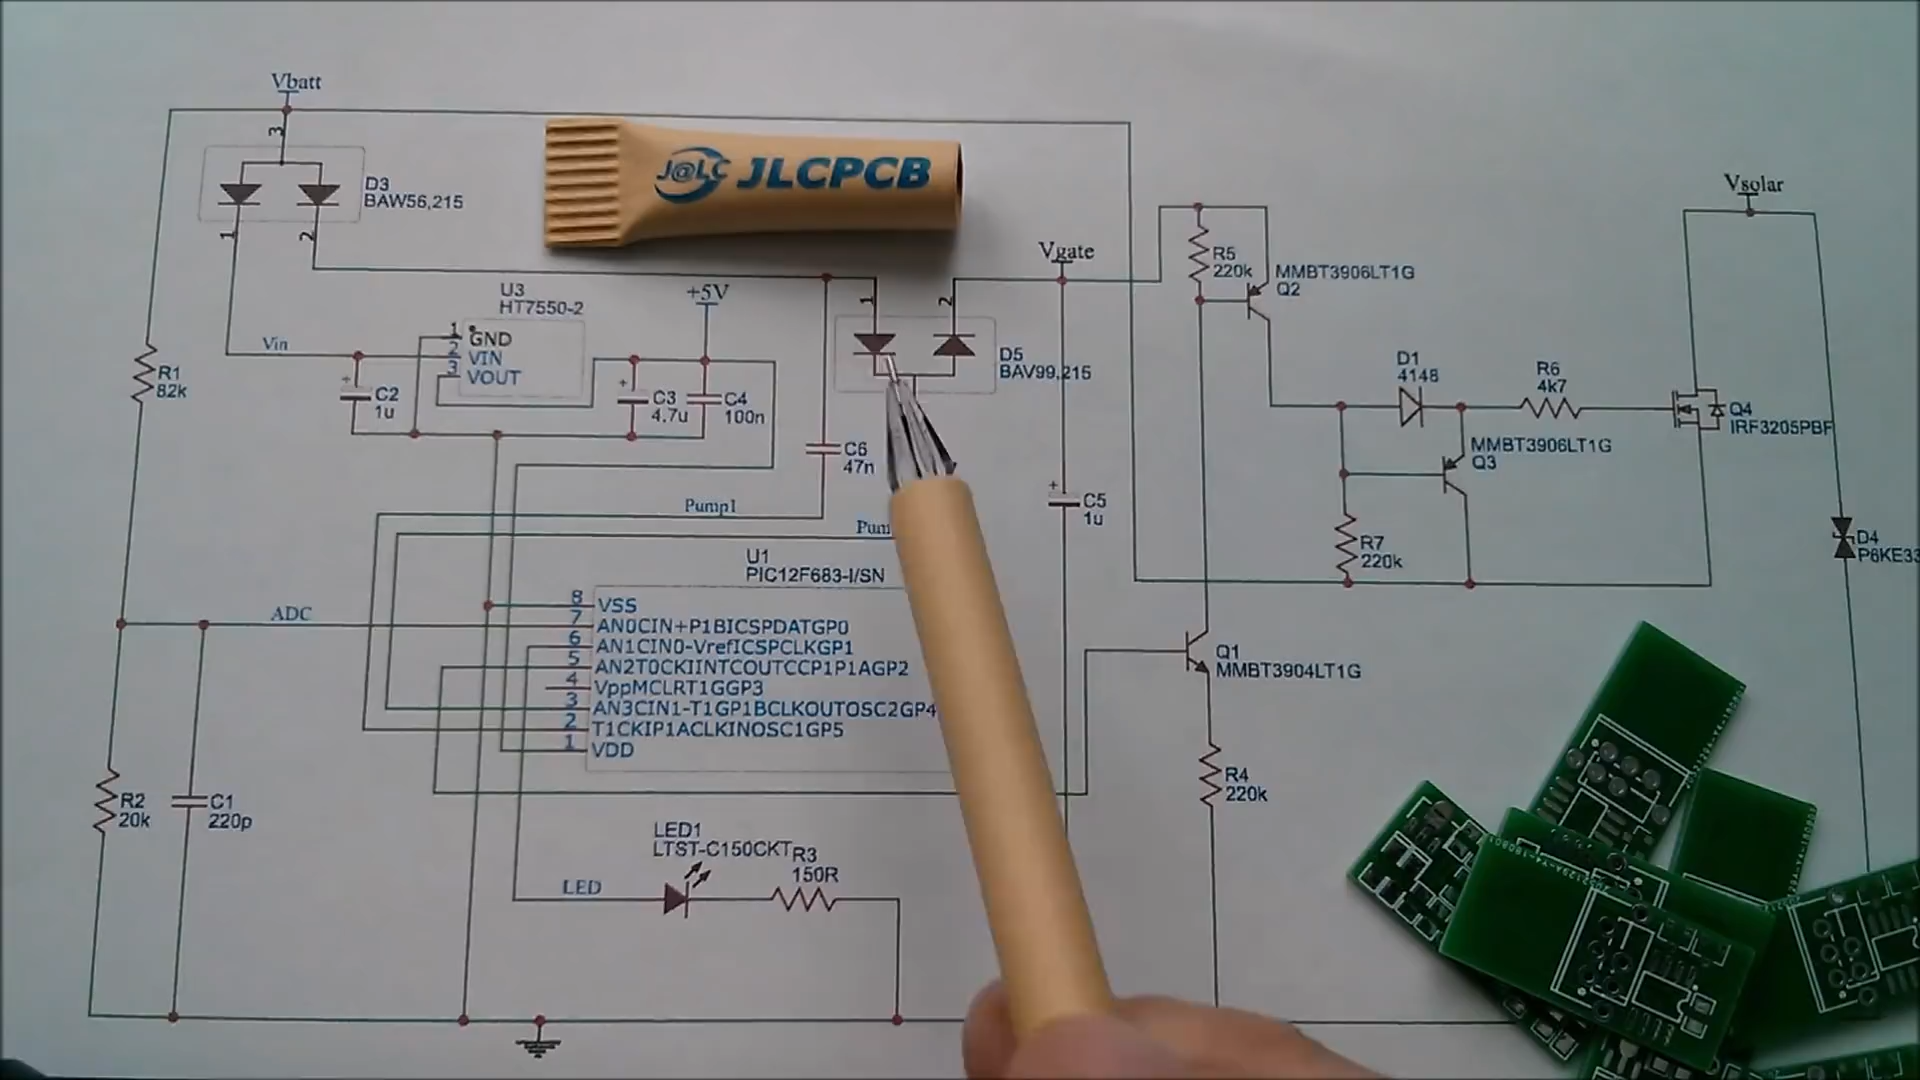 Vbatt
3
D3
BAW56,215
1
2
J@LC JLCPCB
Vsolar
Vgate
R5
220k
MMBT3906LT1G
Q2
U3
HT7550-2
+5V
1
2
Vin
1
2
3
GND
VIN
VOUT
R1
82k
C2
1u
C3
4.7u
C4
100n
D5
BAV99,215
D1
4148
R6
4k7
Q4
IRF3205PBF
MMBT3906LT1G
Q3
C6
47n
C5
1u
Pump1
Pum
R7
220k
D4
P6KE33
U1
PIC12F683-I/SN
ADC
8 VSS
7 AN0CIN+P1BICSPDATGP0
6 AN1CIN0-VrefICSPCLKGP1
5 AN2T0CKIINTCOUTCCP1P1AGP2
4 VppMCLRT1GGP3
3 AN3CIN1-T1GP1BCLKOUTOSC2GP4
2 T1CKIP1ACLKINOSC1GP5
1 VDD
Q1
MMBT3904LT1G
R2
20k
C1
220p
R4
220k
LED1
LTST-C150CKT
R3
150R
LED